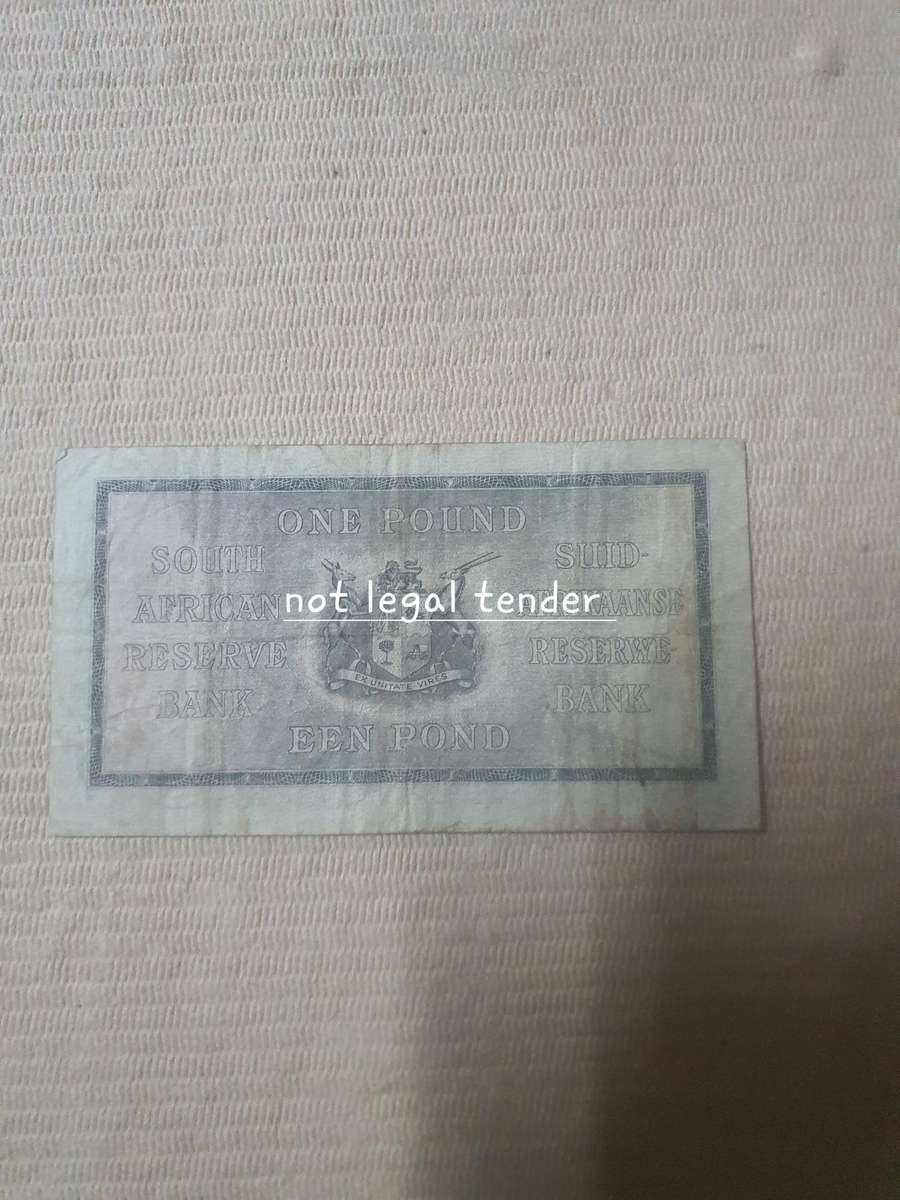 ONE POUND
SOUTH
AFRICAN
RESERVE
BANK
SUID-
RESERWE-
BANK
not legal tender
EX UNITATE VIRES
EEN POND